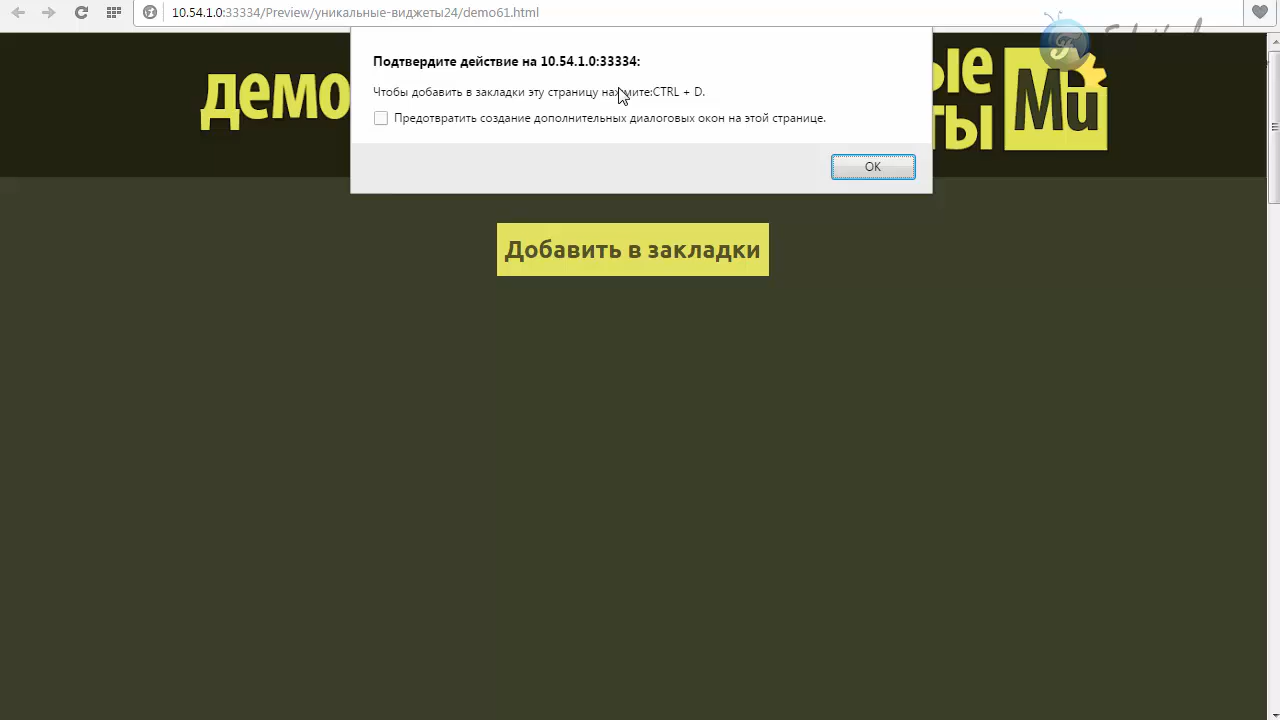 10.54.1.0:33334/Preview/уникальные-виджеты24/demo61.html
Подтвердите действие на 10.54.1.0:33334:
Чтобы добавить в закладки эту страницу нажмите:CTRL + D.
Предотвратить создание дополнительных диалоговых окон на этой странице.
OK
демо
ые
ты
Mu
Добавить в закладки